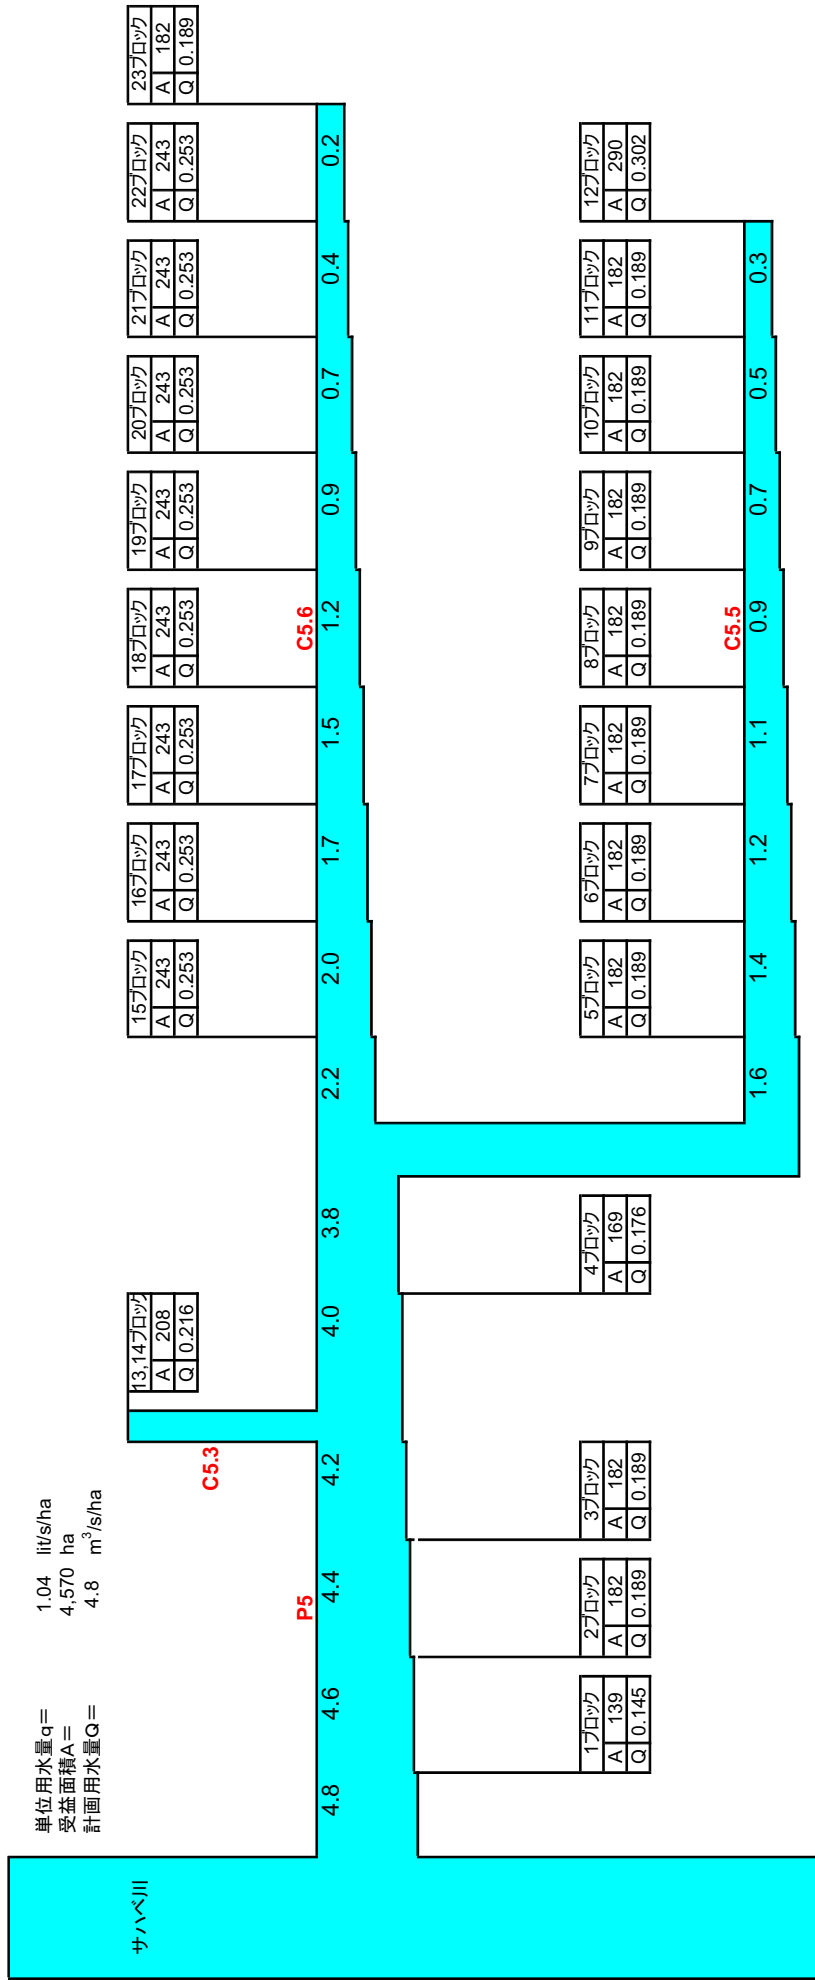 単位用水量q= 1.04 lit/s/ha
受益面積A= 4,570 ha
計画用水量Q= 4.8 m³/s/ha
サハベ川
13,14ブロック
A 208
Q 0.216
15ブロック
A 243
Q 0.253
16ブロック
A 243
Q 0.253
17ブロック
A 243
Q 0.253
18ブロック
A 243
Q 0.253
19ブロック
A 243
Q 0.253
20ブロック
A 243
Q 0.253
21ブロック
A 243
Q 0.253
22ブロック
A 243
Q 0.253
23ブロック
A 182
Q 0.189
C5.3
P5
C5.6
4.8 4.6 4.4 4.2 4.0 3.8 2.2 2.0 1.7 1.5 1.2 0.9 0.7 0.4 0.2
1ブロック
A 139
Q 0.145
2ブロック
A 182
Q 0.189
3ブロック
A 182
Q 0.189
4ブロック
A 169
Q 0.176
5ブロック
A 182
Q 0.189
6ブロック
A 182
Q 0.189
7ブロック
A 182
Q 0.189
8ブロック
A 182
Q 0.189
9ブロック
A 182
Q 0.189
10ブロック
A 182
Q 0.189
11ブロック
A 182
Q 0.189
12ブロック
A 290
Q 0.302
C5.5
1.6 1.4 1.2 1.1 0.9 0.7 0.5 0.3